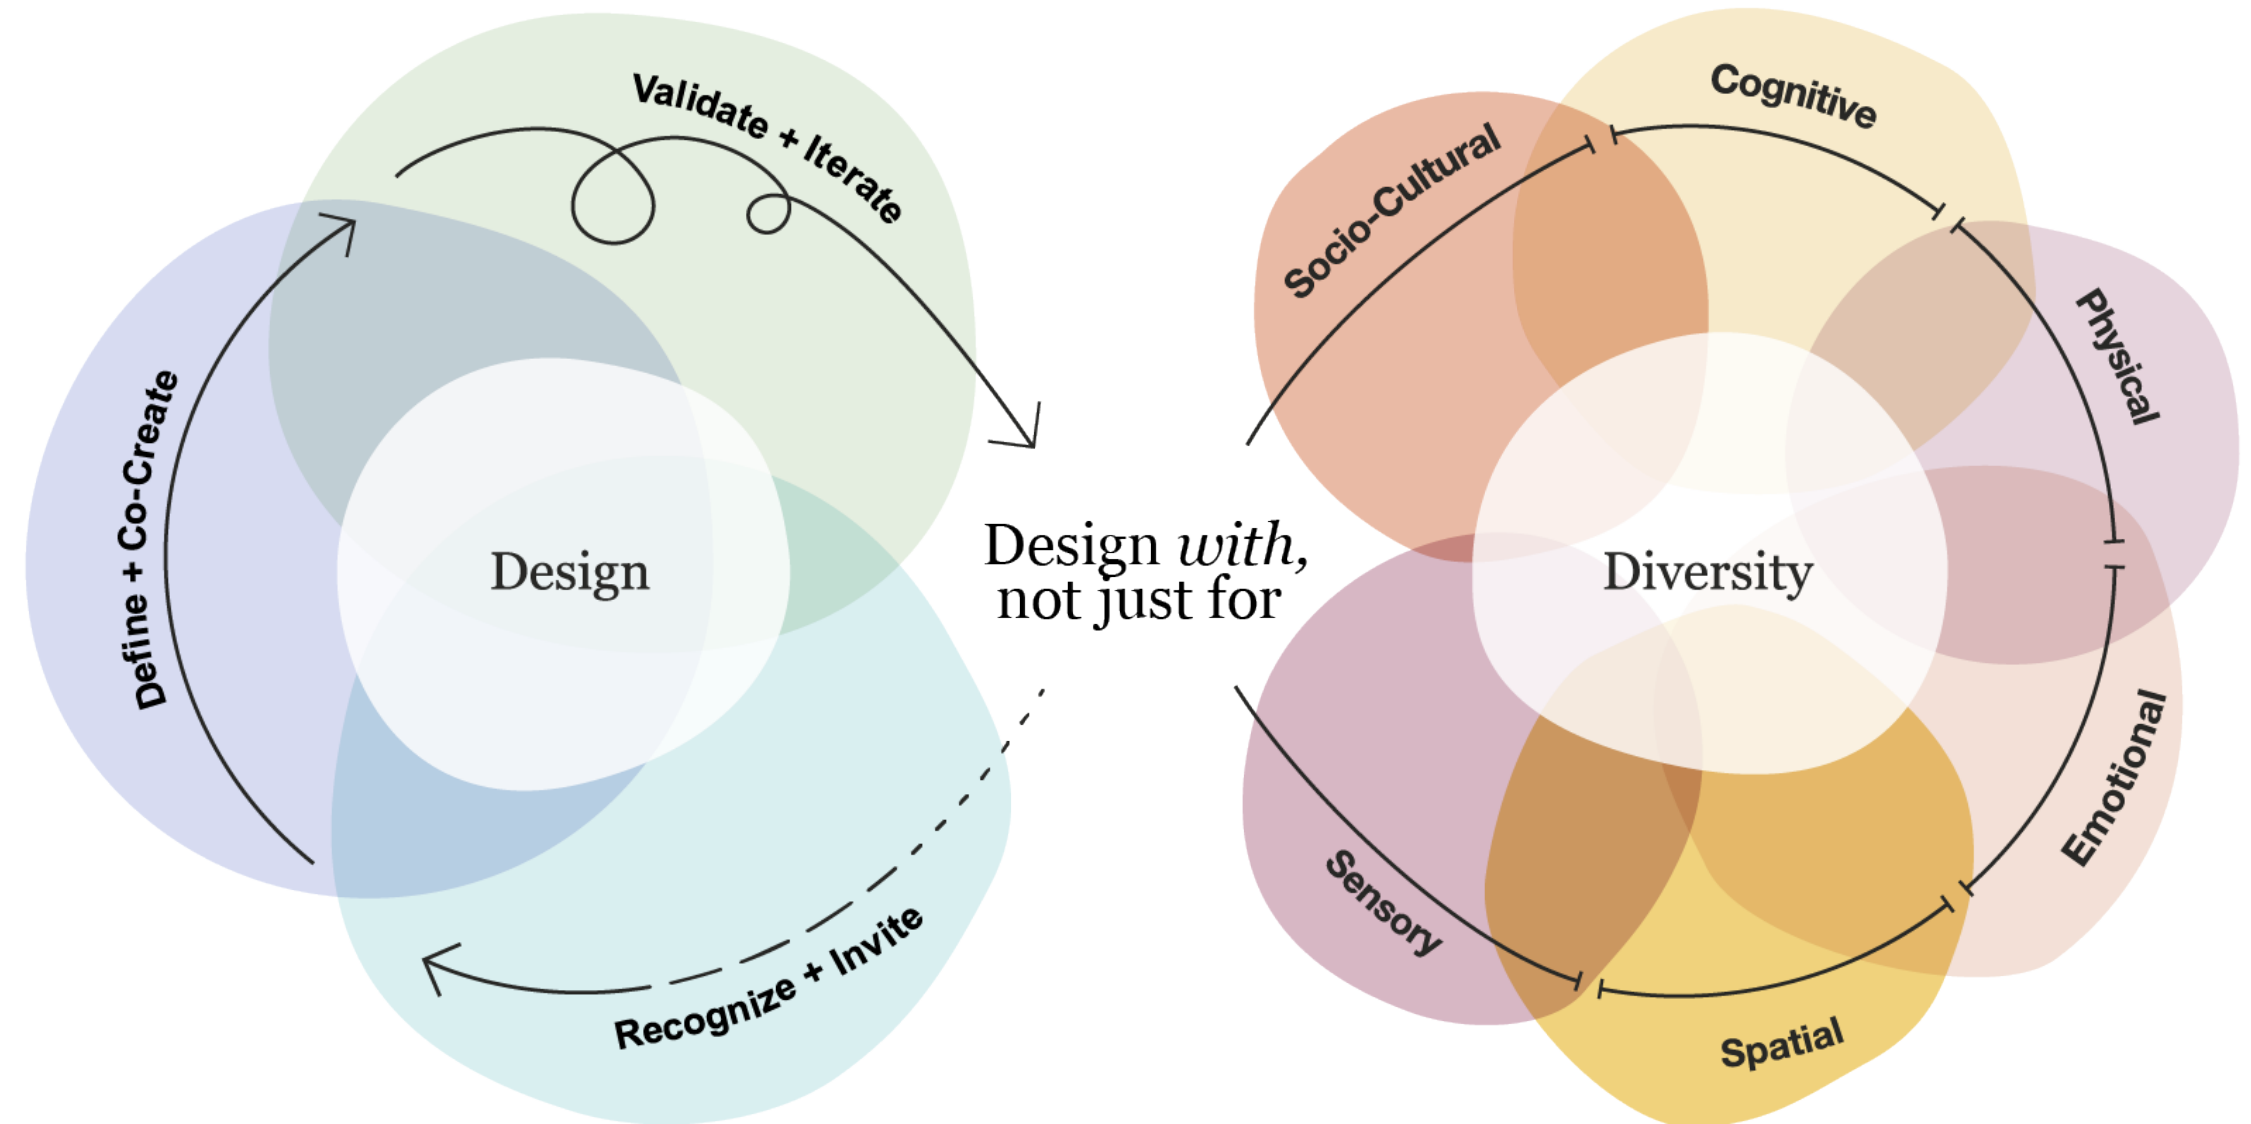 Validate + Iterate
Define + Co-Create
Design
Recognize + Invite
Design with,
not just for
Socio-Cultural
Cognitive
Physical
Diversity
Emotional
Sensory
Spatial